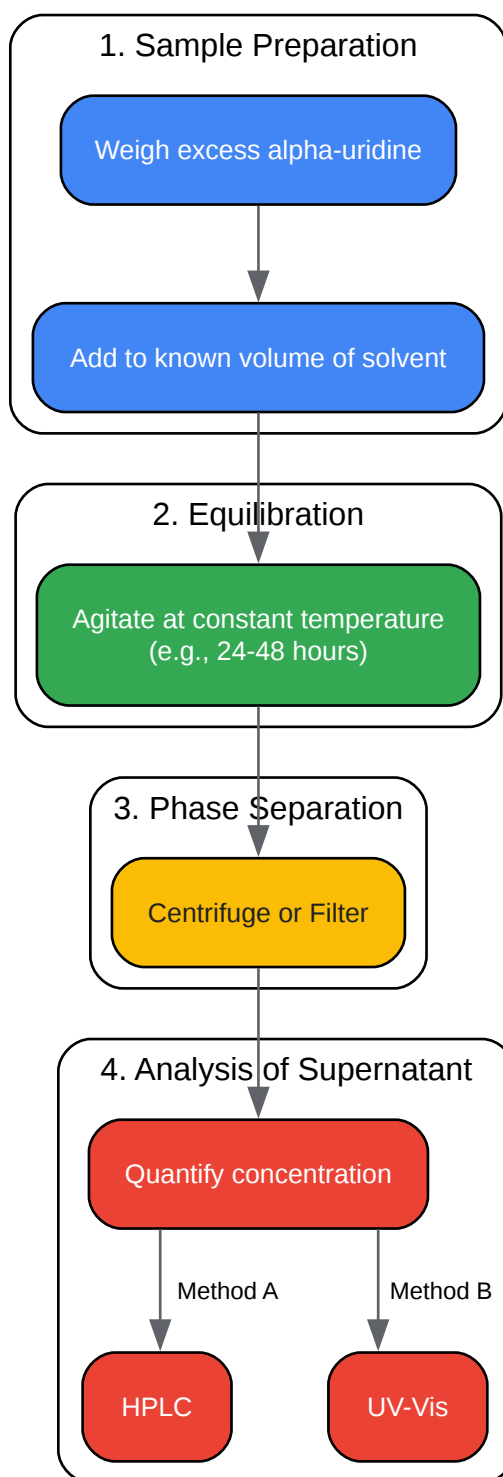 1. Sample Preparation
Weigh excess alpha-uridine
Add to known volume of solvent
2. Equilibration
Agitate at constant temperature
(e.g., 24-48 hours)
3. Phase Separation
Centrifuge or Filter
4. Analysis of Supernatant
Quantify concentration
Method A
Method B
HPLC
UV-Vis